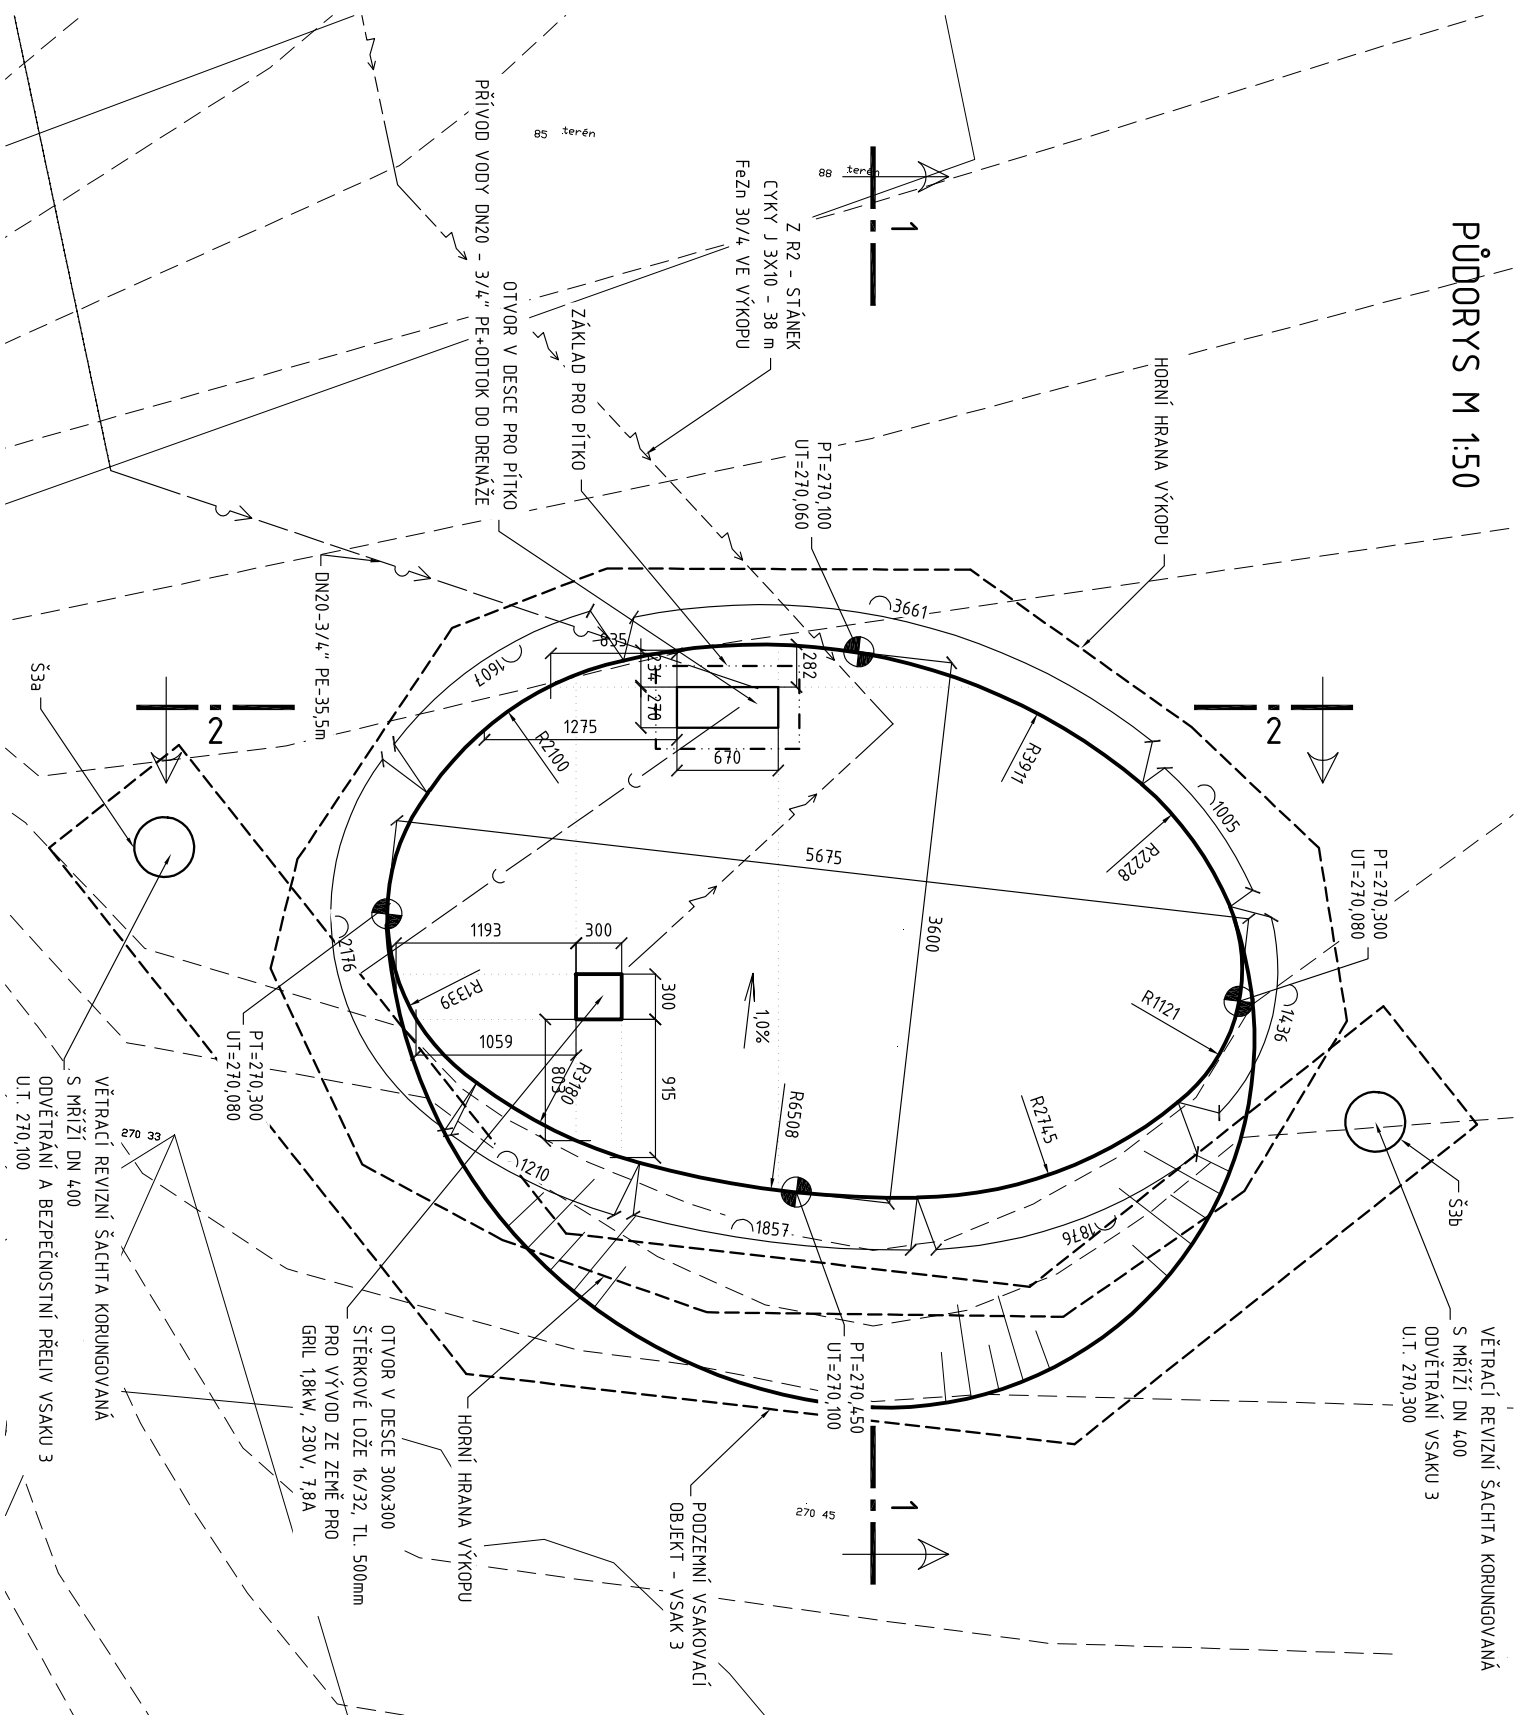 PŮDORYS M 1:50
VĚTRACÍ REVIZNÍ ŠACHTA KORUNGOVANÁ
S MŘÍŽÍ DN 400
ODVĚTRÁNÍ VSAKU 3
U.T. 270,300
Š3b
PT=270,300
UT=270,080
HORNÍ HRANA VÝKOPU
2
2
1
1
88 terén
85 terén
Z R2 - STÁNEK
CYKY J 3X10 - 38 m
FeZn 30/4 VE VÝKOPU
PT=270,100
UT=270,060
ZÁKLAD PRO PÍTKO
OTVOR V DESCE PRO PÍTKO
PŘÍVOD VODY DN20 - 3/4" PE+ODTOK DO DRENÁŽE
DN20-3/4" PE-35,5m
Š3a
3661
1005
1436
1876
1857
1210
2176
1607
R3911
R2228
R1121
R2745
R6508
R3180
R1339
R2100
5675
3600
835
234
270
282
1275
670
1193
300
300
1059
803
915
1,0%
PT=270,450
UT=270,100
PT=270,300
UT=270,080
PODZEMNÍ VSAKOVACÍ
OBJEKT - VSAK 3
270 45
HORNÍ HRANA VÝKOPU
OTVOR V DESCE 300x300
ŠTĚRKOVÉ LOŽE 16/32, TL. 500mm
PRO VÝVOD ZE ZEMĚ PRO
GRIL 1,8kW, 230V, 7,8A
270 33
VĚTRACÍ REVIZNÍ ŠACHTA KORUNGOVANÁ
S MŘÍŽÍ DN 400
ODVĚTRÁNÍ A BEZPEČNOSTNÍ PŘELIV VSAKU 3
U.T. 270,100